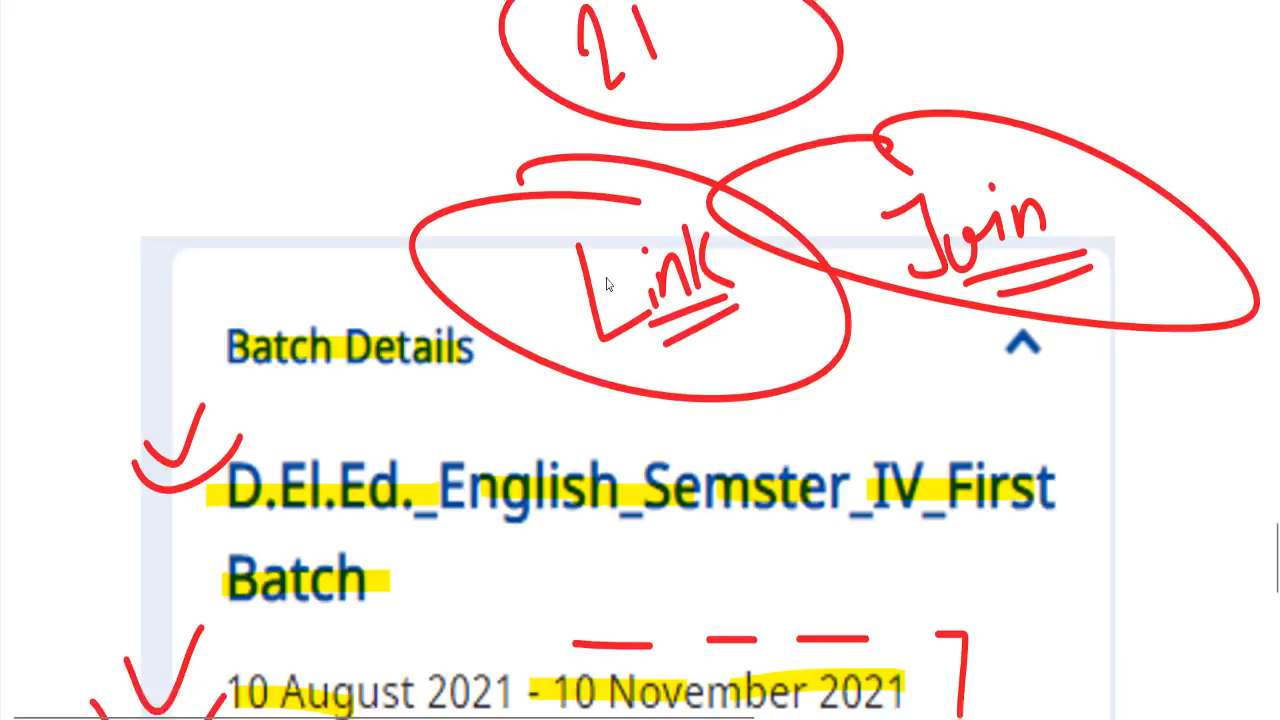 21
Join
Link
Batch Details
D.El.Ed._English_Semster_IV_First
Batch
10 August 2021 - 10 November 2021